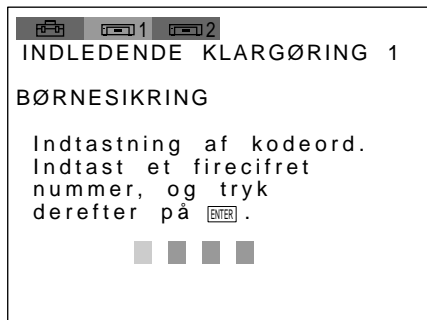 1 2
INDLEDENDE KLARGØRING 1
BØRNESIKRING
Indtastning af kodeord.
Indtast et firecifret
nummer, og tryk
derefter på ENTER .